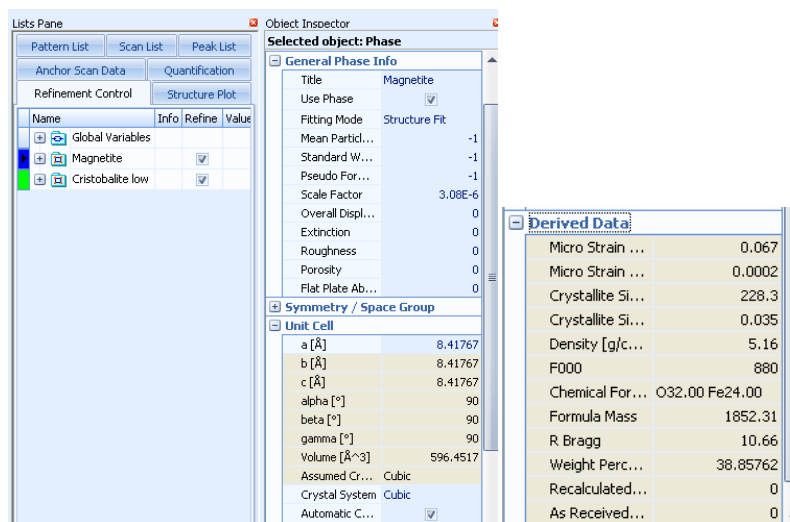 Lists Pane
Pattern List Scan List Peak List
Anchor Scan Data Quantification
Refinement Control Structure Plot
Name Info Refine Value
Global Variables
Magnetite
Cristobalite low
Object Inspector
Selected object: Phase
General Phase Info
Title Magnetite
Use Phase
Fitting Mode Structure Fit
Mean Particl... -1
Standard W... -1
Pseudo For... -1
Scale Factor 3.08E-6
Overall Displ... 0
Extinction 0
Roughness 0
Porosity 0
Flat Plate Ab... 0
Symmetry / Space Group
Unit Cell
a [Å] 8.41767
b [Å] 8.41767
c [Å] 8.41767
alpha [°] 90
beta [°] 90
gamma [°] 90
Volume [Å^3] 596.4517
Assumed Cr... Cubic
Crystal System Cubic
Automatic C...
Derived Data
Micro Strain ... 0.067
Micro Strain ... 0.0002
Crystallite Si... 228.3
Crystallite Si... 0.035
Density [g/c... 5.16
F000 880
Chemical For... O32.00 Fe24.00
Formula Mass 1852.31
R Bragg 10.66
Weight Perc... 38.85762
Recalculated... 0
As Received... 0